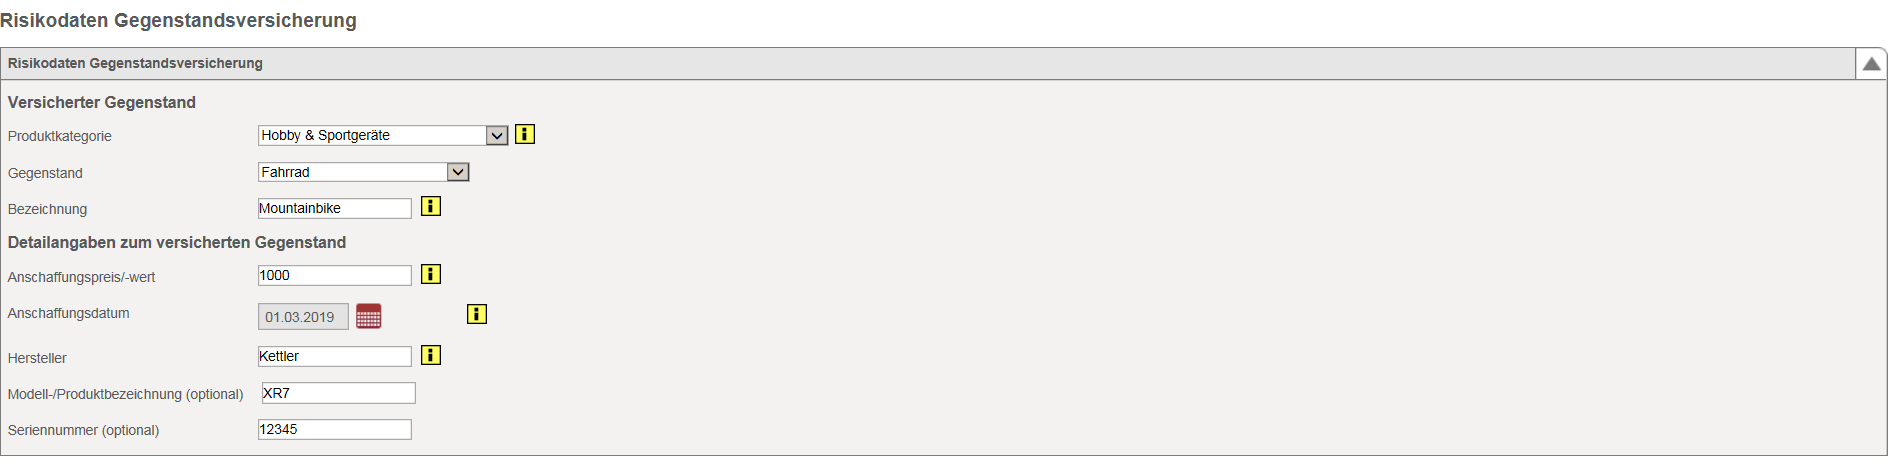 Risikodaten Gegenstandsversicherung
Risikodaten Gegenstandsversicherung
Versicherter Gegenstand
Produktkategorie Hobby & Sportgeräte i
Gegenstand Fahrrad
Bezeichnung Mountainbike i
Detailangaben zum versicherten Gegenstand
Anschaffungspreis/-wert 1000 i
Anschaffungsdatum 01.03.2019 i
Hersteller Kettler i
Modell-/Produktbezeichnung (optional) XR7
Seriennummer (optional) 12345